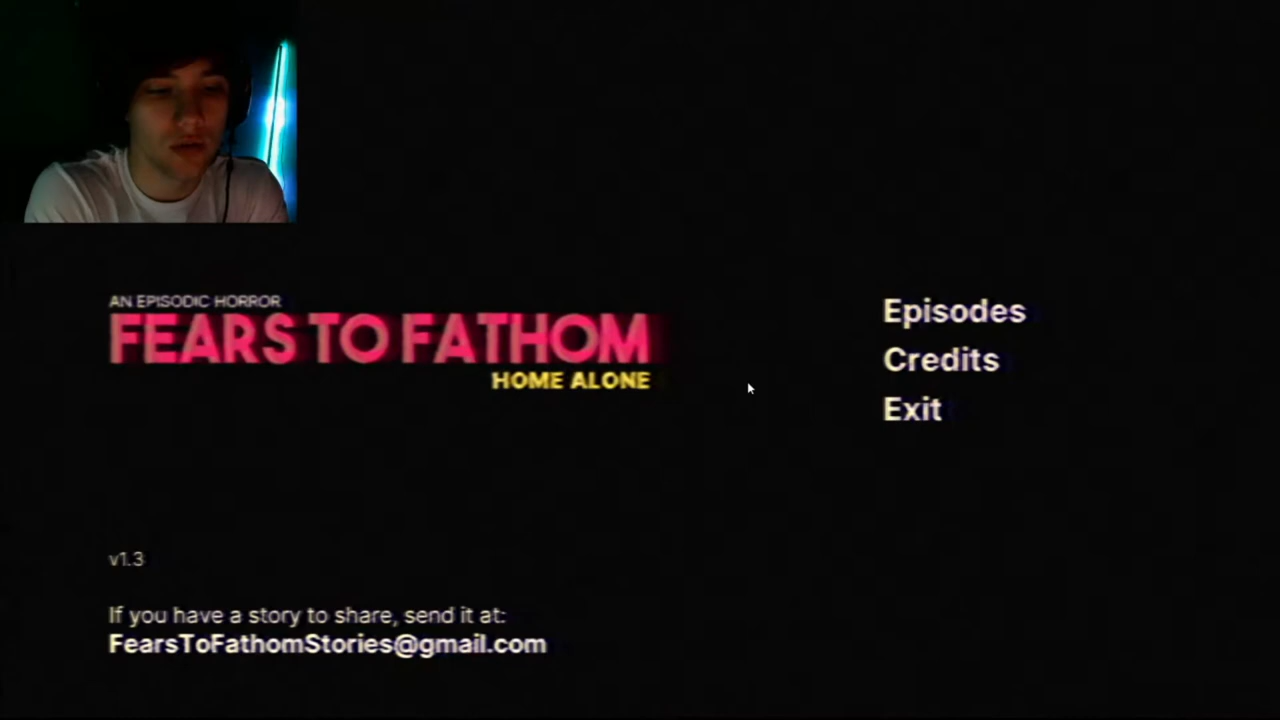 AN EPISODIC HORROR
FEARS TO FATHOM
HOME ALONE
Episodes
Credits
Exit
v1.3
If you have a story to share, send it at:
FearsToFathomStories@gmail.com